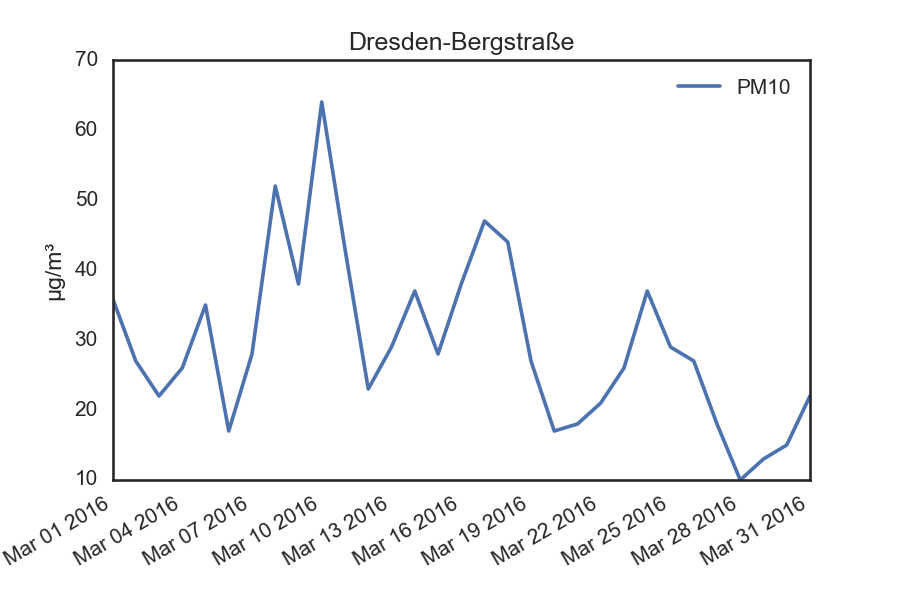 Dresden-Bergstraße
PM10
µg/m³
70
60
50
40
30
20
10
Mar 01 2016
Mar 04 2016
Mar 07 2016
Mar 10 2016
Mar 13 2016
Mar 16 2016
Mar 19 2016
Mar 22 2016
Mar 25 2016
Mar 28 2016
Mar 31 2016